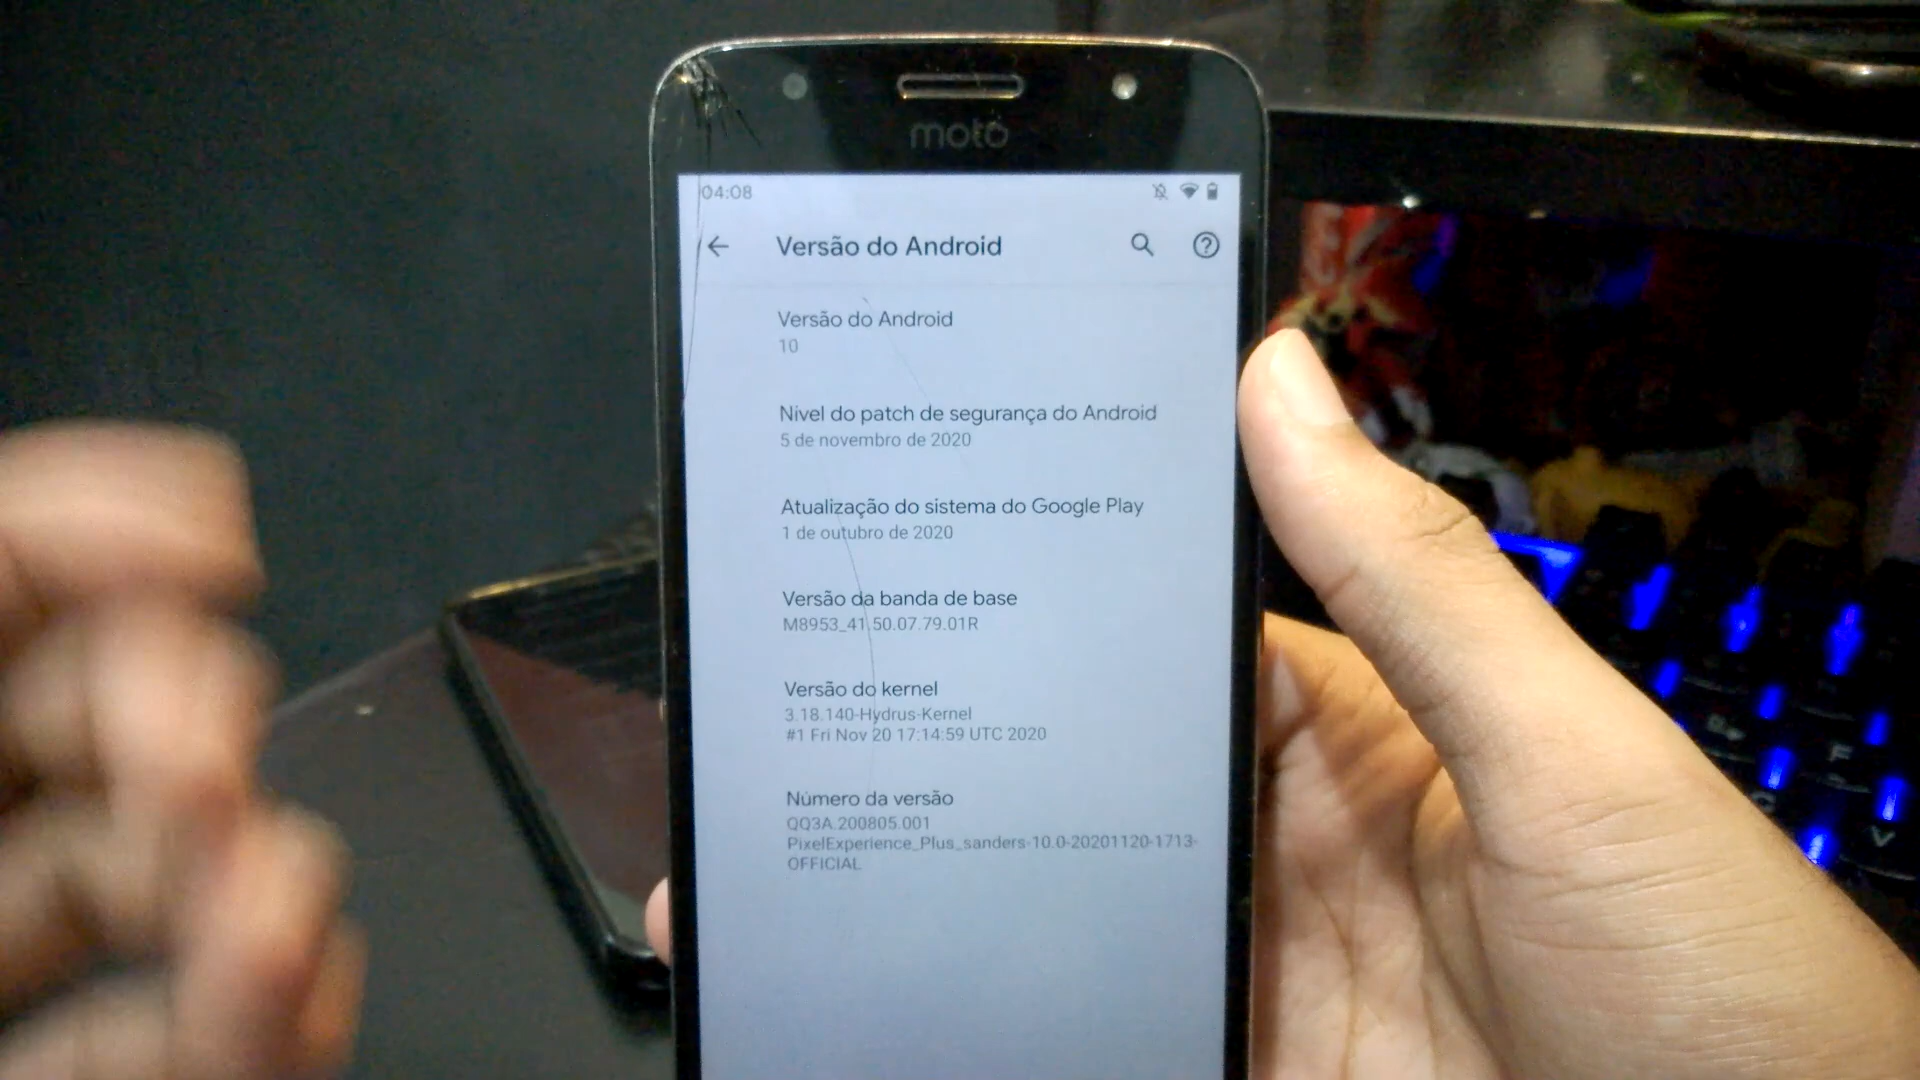 moto
04:08
Versão do Android
Versão do Android
10
Nível do patch de segurança do Android
5 de novembro de 2020
Atualização do sistema do Google Play
1 de outubro de 2020
Versão da banda de base
M8953_41.50.07.79.01R
Versão do kernel
3.18.140-Hydrus-Kernel
#1 Fri Nov 20 17:14:59 UTC 2020
Número da versão
QQ3A.200805.001
PixelExperience_Plus_sanders-10.0-20201120-1713-
OFFICIAL
F
V